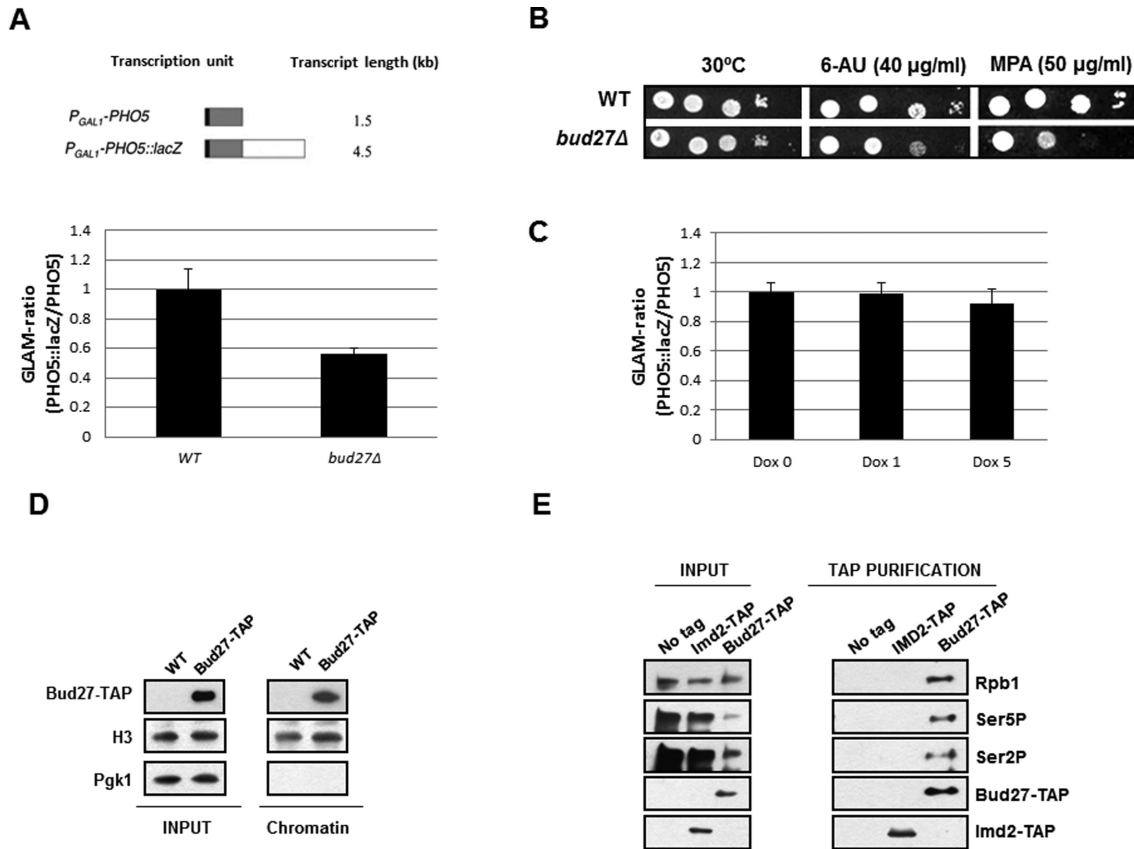 A
Transcription unit Transcript length (kb)
PGAL1-PHO5 1.5
PGAL1-PHO5::lacZ 4.5
GLAM-ratio
(PHO5::lacZ/PHO5)
1.4
1.2
1
0.8
0.6
0.4
0.2
0
WT bud27Δ
B
30ºC 6-AU (40 µg/ml) MPA (50 µg/ml)
WT
bud27Δ
C
GLAM-ratio
(PHO5::lacZ/PHO5)
1.4
1.2
1
0.8
0.6
0.4
0.2
0
Dox 0 Dox 1 Dox 5
D
WT Bud27-TAP WT Bud27-TAP
Bud27-TAP
H3
Pgk1
INPUT Chromatin
E
INPUT TAP PURIFICATION
No tag Imd2-TAP Bud27-TAP No tag IMD2-TAP Bud27-TAP
Rpb1
Ser5P
Ser2P
Bud27-TAP
Imd2-TAP